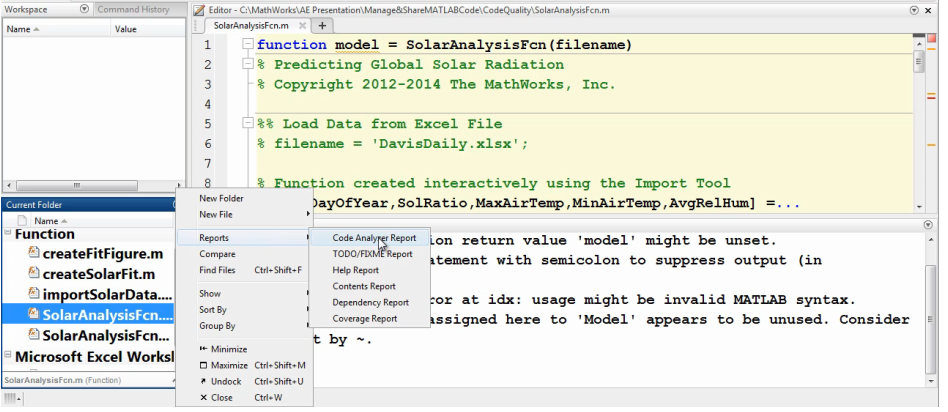 Workspace
Command History
Name
Value
Editor - C:\MathWorks\AE Presentation\Manage&ShareMATLABCode\CodeQuality\SolarAnalysisFcn.m
SolarAnalysisFcn.m
1 function model = SolarAnalysisFcn(filename)
2 % Predicting Global Solar Radiation
3 % Copyright 2012-2014 The MathWorks, Inc.
4
5 %% Load Data from Excel File
6 % filename = 'DavisDaily.xlsx';
7
8 % Function created interactively using the Import Tool
DayOfYear,SolRatio,MaxAirTemp,MinAirTemp,AvgRelHum] =...
Current Folder
Name
Function
createFitFigure.m
createSolarFit.m
importSolarData....
SolarAnalysisFcn....
SolarAnalysisFcn.m
Microsoft Excel Works
SolarAnalysisFcn.m (Function)
New Folder
New File
Reports
Compare
Find Files Ctrl+Shift+F
Show
Sort By
Group By
Minimize
Maximize Ctrl+Shift+M
Undock Ctrl+Shift+U
Close Ctrl+W
Code Analyzer Report
TODO/FIXME Report
Help Report
Contents Report
Dependency Report
Coverage Report
ion return value 'model' might be unset.
atement with semicolon to suppress output (in
ror at idx: usage might be invalid MATLAB syntax.
assigned here to 'Model' appears to be unused. Consider
t by ~.